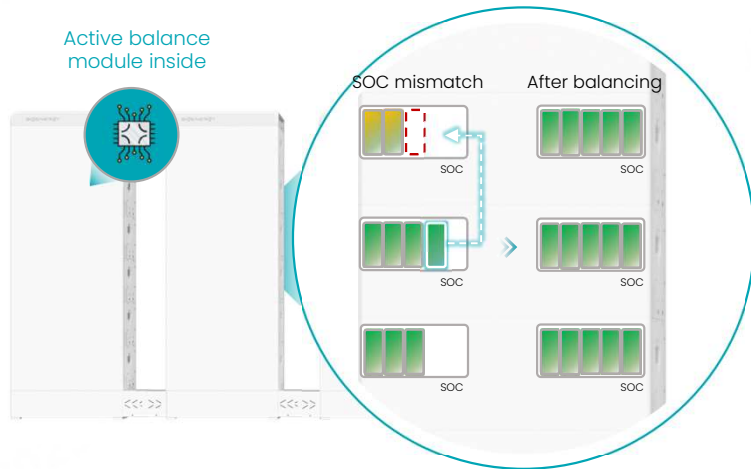 Active balance
module inside
SOC mismatch
After balancing
SOC
SOC
SOC
SOC
SOC
SOC